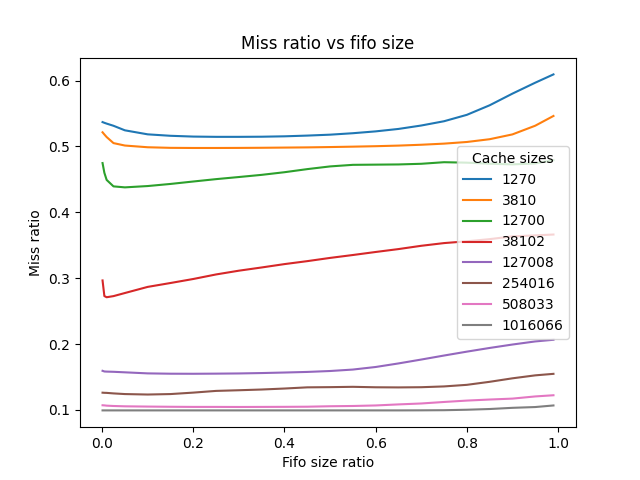 Miss ratio vs fifo size
Miss ratio
0.6
0.5
0.4
0.3
0.2
0.1
Cache sizes
1270
3810
12700
38102
127008
254016
508033
1016066
0.0 0.2 0.4 0.6 0.8 1.0
Fifo size ratio